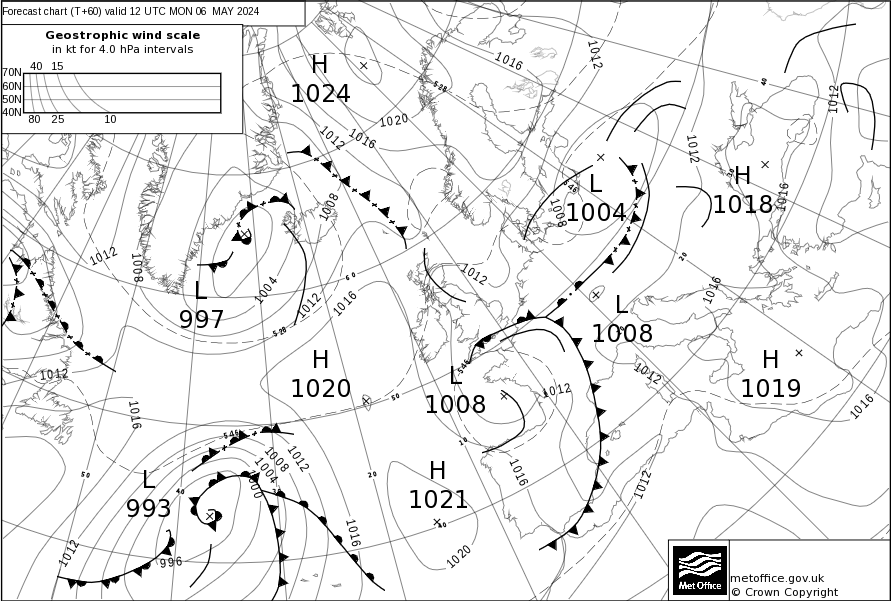 Forecast chart (T+60) valid 12 UTC MON 06 MAY 2024
Geostrophic wind scale
in kt for 4.0 hPa intervals
40 15
70N
60N
50N
40N
80 25 10
H
1024
1016
1012
528
40
1012
1020
1016
1012
1012
H
1018
1016
L
1004
546
1008
1008
1012
1008
L
997
1004
1012
1016
60
528
1012
20
1016
L
1008
H
1020
50
1012
1016
L
1008
546
1012
1012
H
1019
1016
10
546
1008
1012
1004
1000
50
40
L
993
20
H
1021
40
1016
1012
1016
1020
1012
996
Met Office
metoffice.gov.uk
© Crown Copyright